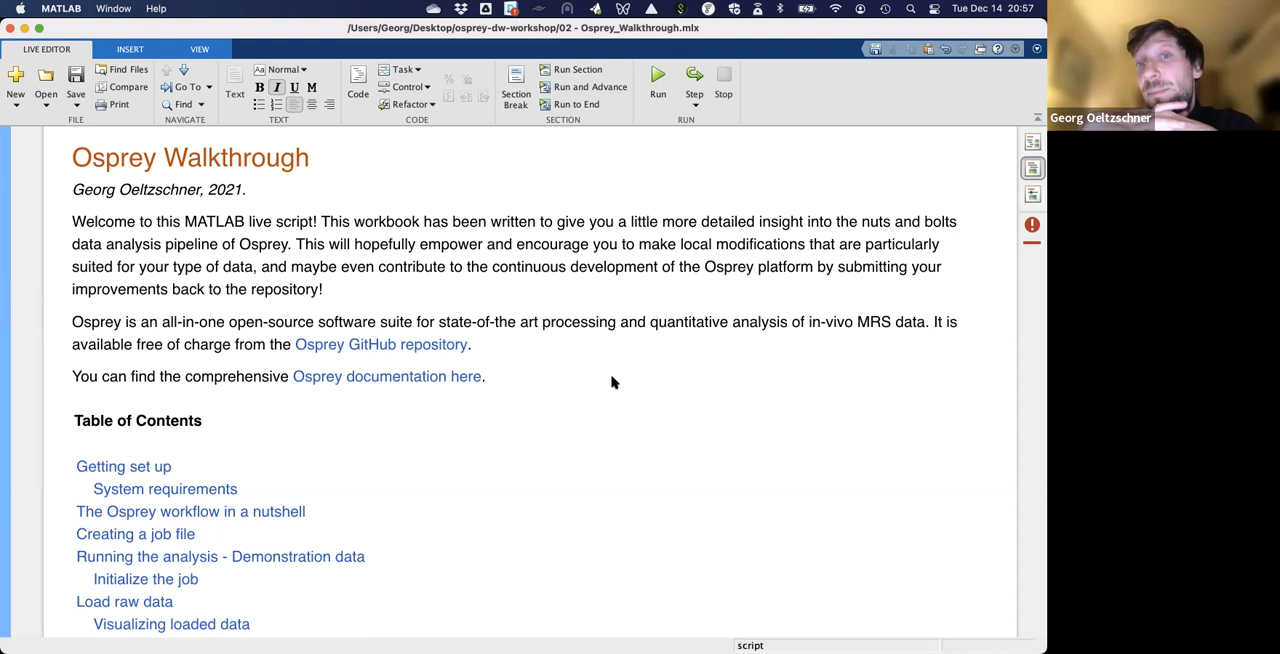 MATLAB Window Help Tue Dec 14 20:57
/Users/Georg/Desktop/osprey-dw-workshop/02 - Osprey_Walkthrough.mlx
LIVE EDITOR INSERT VIEW
New Open Save Find Files Compare Print
FILE
Go To Find
NAVIGATE
Text Aa Normal B I U M
TEXT
Code Task Control Refactor
CODE
Section Break Run Section Run and Advance Run to End
SECTION
Run Step Stop
RUN
Georg Oeltzschner
Osprey Walkthrough
Georg Oeltzschner, 2021.
Welcome to this MATLAB live script! This workbook has been written to give you a little more detailed insight into the nuts and bolts
data analysis pipeline of Osprey. This will hopefully empower and encourage you to make local modifications that are particularly
suited for your type of data, and maybe even contribute to the continuous development of the Osprey platform by submitting your
improvements back to the repository!
Osprey is an all-in-one open-source software suite for state-of-the art processing and quantitative analysis of in-vivo MRS data. It is
available free of charge from the Osprey GitHub repository.
You can find the comprehensive Osprey documentation here.
Table of Contents
Getting set up
System requirements
The Osprey workflow in a nutshell
Creating a job file
Running the analysis - Demonstration data
Initialize the job
Load raw data
Visualizing loaded data
script